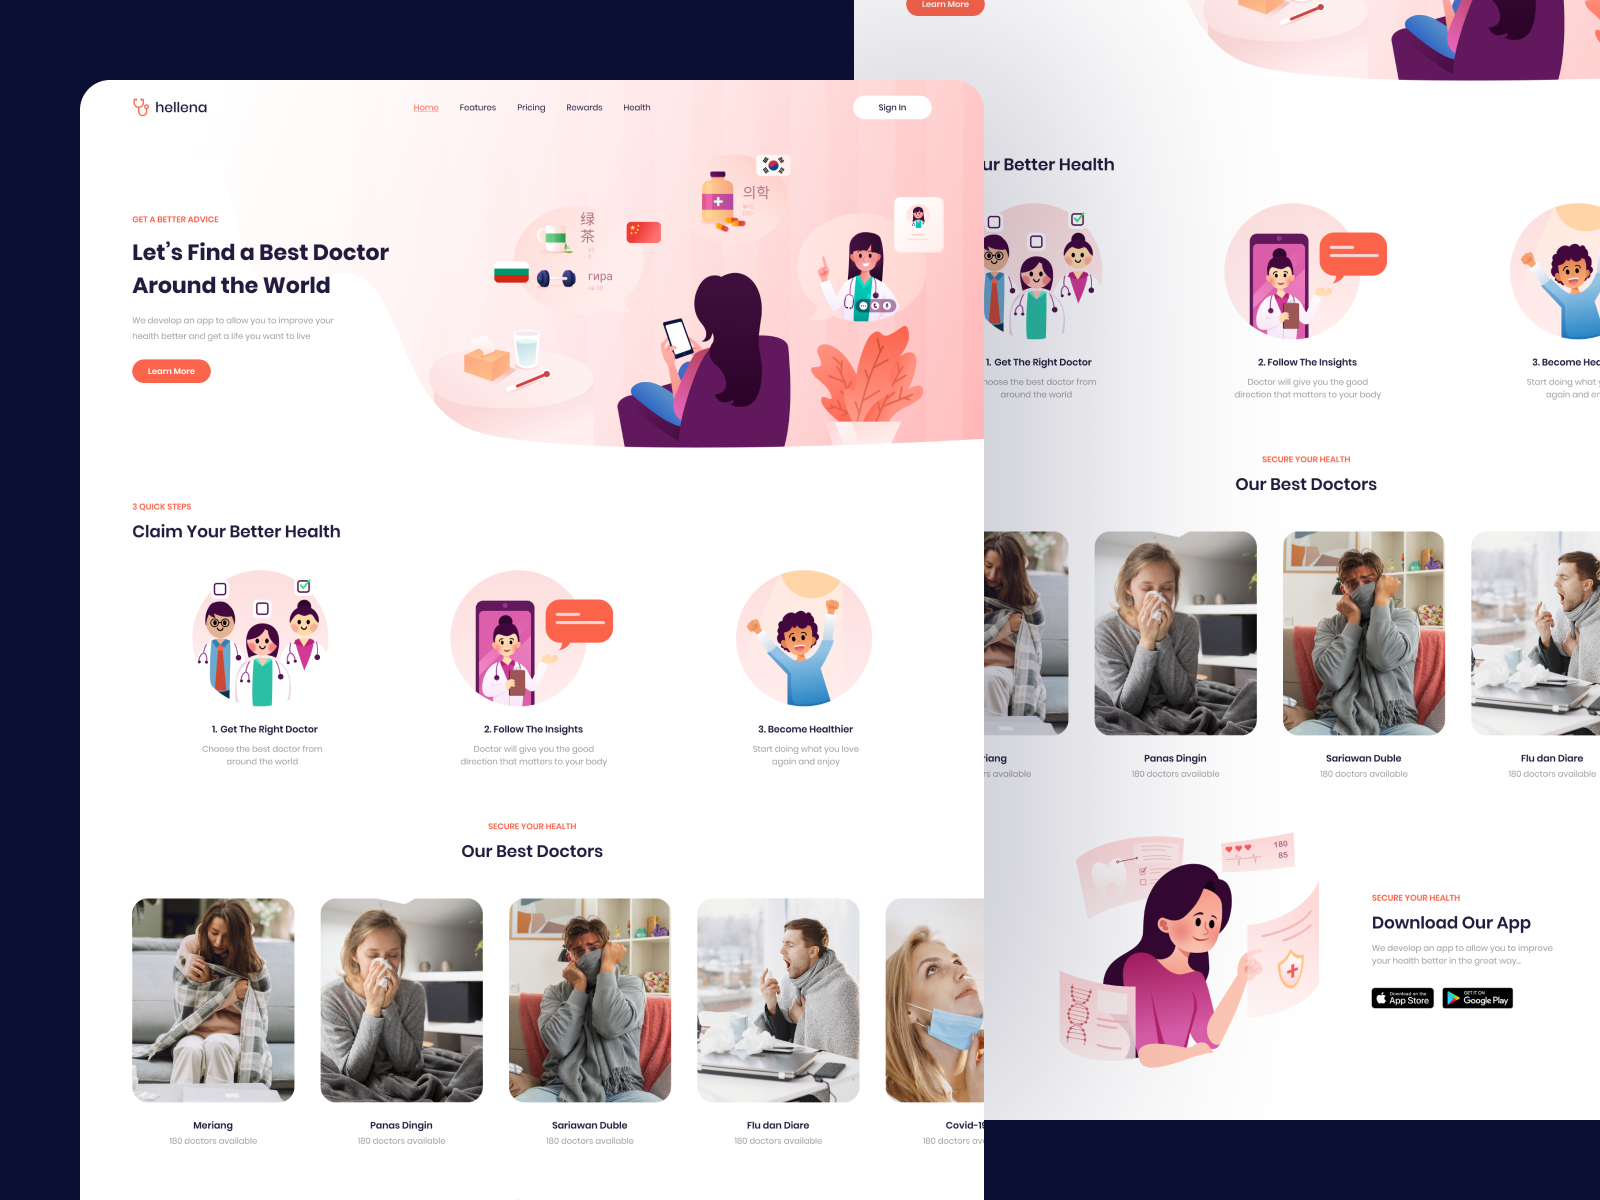 hellena
Home Features Pricing Rewards Health
Sign In
GET A BETTER ADVICE
Let's Find a Best Doctor
Around the World
We develop an app to allow you to improve your
health better and get a life you want to live
Learn More
绿
茶
гира
의학
3 QUICK STEPS
Claim Your Better Health
1. Get The Right Doctor
Choose the best doctor from
around the world
2. Follow The Insights
Doctor will give you the good
direction that matters to your body
3. Become Healthier
Start doing what you love
again and enjoy
SECURE YOUR HEALTH
Our Best Doctors
Meriang
180 doctors available
Panas Dingin
180 doctors available
Sariawan Duble
180 doctors available
Flu dan Diare
180 doctors available
Covid-19
180 doctors av
Learn More
ur Better Health
1. Get The Right Doctor
hoose the best doctor from
around the world
2. Follow The Insights
Doctor will give you the good
direction that matters to your body
3. Become Hea
Start doing what y
again and en
SECURE YOUR HEALTH
Our Best Doctors
riang
rs available
Panas Dingin
180 doctors available
Sariawan Duble
180 doctors available
Flu dan Diare
180 doctors available
180
85
SECURE YOUR HEALTH
Download Our App
We develop an app to allow you to improve
your health better in the great way...
Download on the
App Store
GET IT ON
Google Play